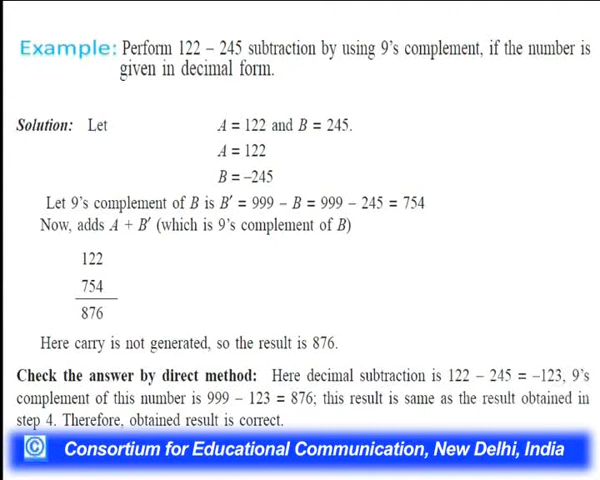 Example: Perform 122 – 245 subtraction by using 9's complement, if the number is
given in decimal form.
Solution: Let A = 122 and B = 245.
A = 122
B = –245
Let 9's complement of B is B′ = 999 – B = 999 – 245 = 754
Now, adds A + B′ (which is 9's complement of B)
122
754
876
Here carry is not generated, so the result is 876.
Check the answer by direct method: Here decimal subtraction is 122 – 245 = –123, 9's
complement of this number is 999 – 123 = 876; this result is same as the result obtained in
step 4. Therefore, obtained result is correct.
© Consortium for Educational Communication, New Delhi, India